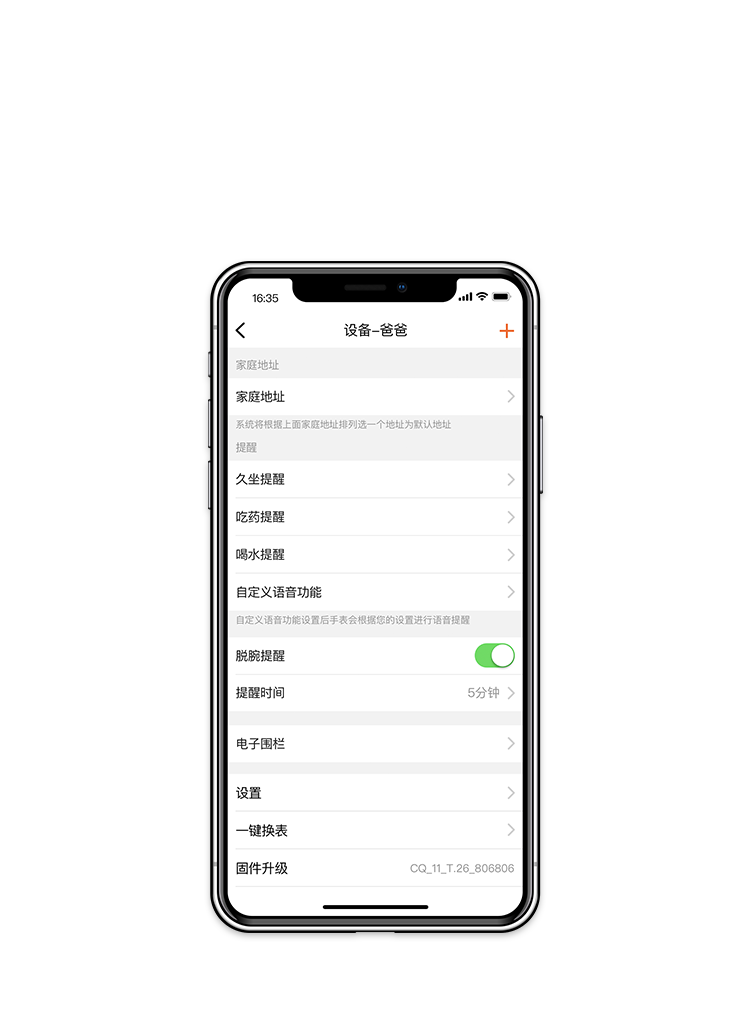 16:35
设备-爸爸
家庭地址
家庭地址
系统将根据上面家庭地址排列选一个地址为默认地址
提醒
久坐提醒
吃药提醒
喝水提醒
自定义语音功能
自定义语音功能设置后手表会根据您的设置进行语音提醒
脱腕提醒
提醒时间 5分钟
电子围栏
设置
一键换表
固件升级 CQ_11_T.26_806806